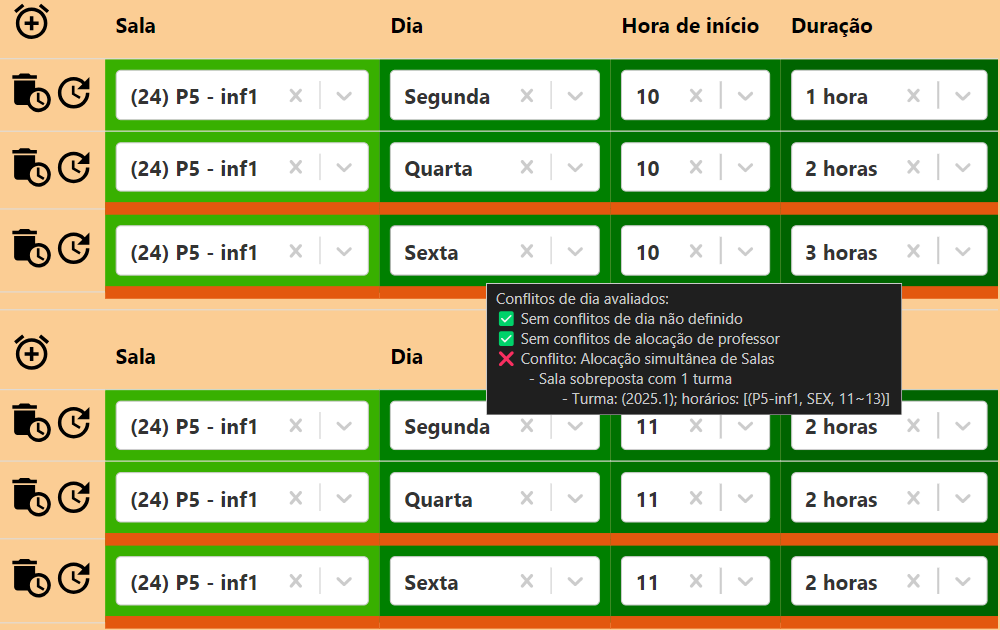 Sala Dia Hora de início Duração
(24) P5 - inf1 Segunda 10 1 hora
(24) P5 - inf1 Quarta 10 2 horas
(24) P5 - inf1 Sexta 10 3 horas
Conflitos de dia avaliados:
✅ Sem conflitos de dia não definido
✅ Sem conflitos de alocação de professor
❌ Conflito: Alocação simultânea de Salas
- Sala sobreposta com 1 turma
- Turma: (2025.1); horários: [(P5-inf1, SEX, 11~13)]
Sala Dia
(24) P5 - inf1 Segunda 11 2 horas
(24) P5 - inf1 Quarta 11 2 horas
(24) P5 - inf1 Sexta 11 2 horas